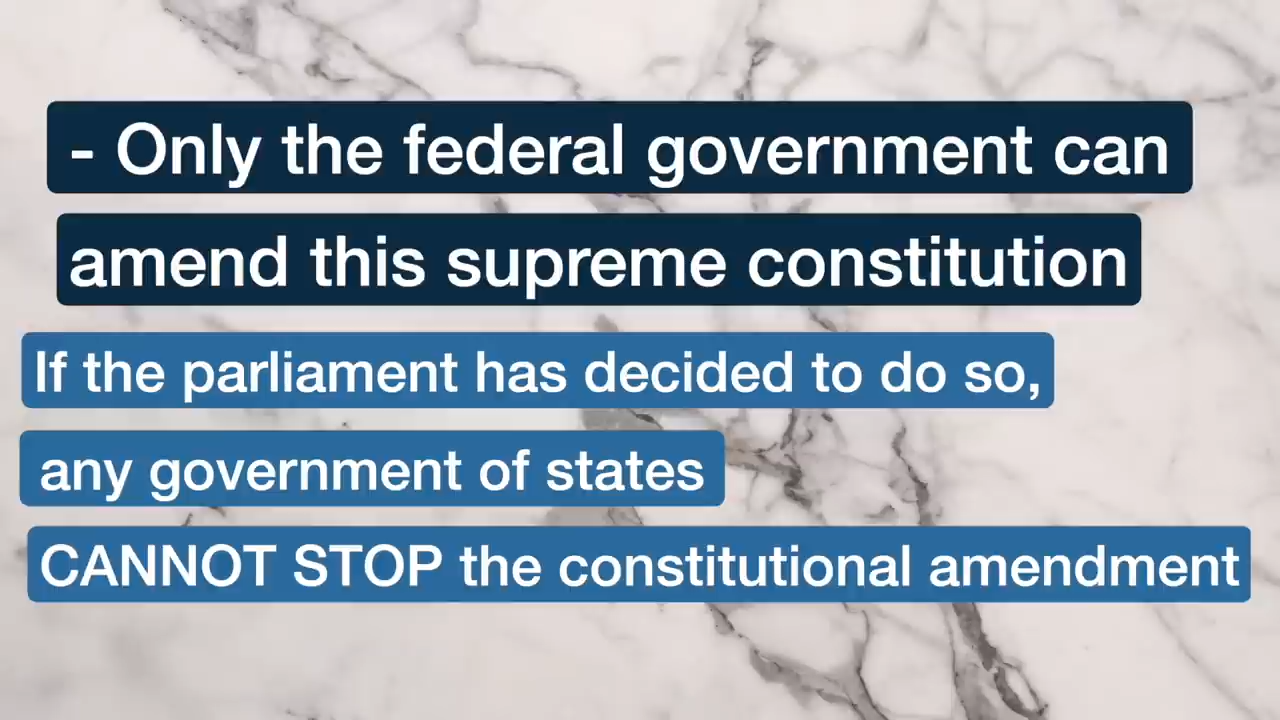 - Only the federal government can
amend this supreme constitution
If the parliament has decided to do so,
any government of states
CANNOT STOP the constitutional amendment